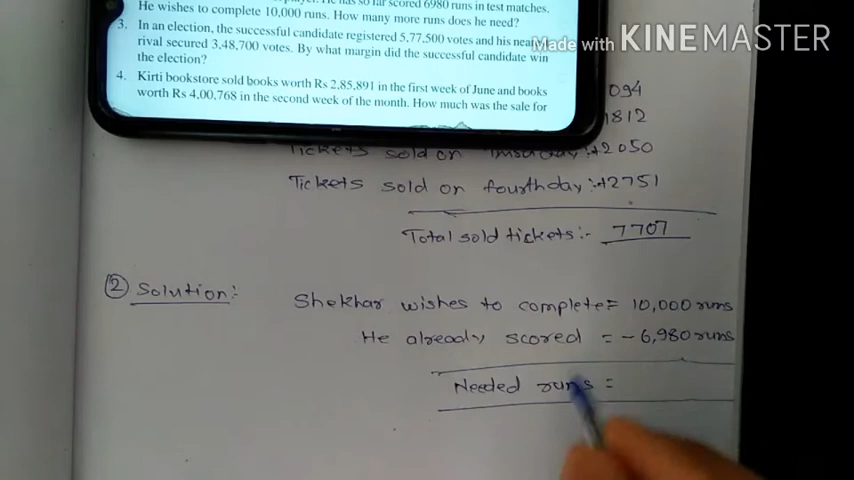 He wishes to complete 10,000 runs. How many more runs does he need?
3. In an election, the successful candidate registered 5,77,500 votes and his
rival secured 3,48,700 votes. By what margin did the successful candidate win
the election?
4. Kirti bookstore sold books worth Rs 2,85,891 in the first week of June and books
worth Rs 4,00,768 in the second week of the month. How much was the sale for
Made with KINEMASTER
094
1812
Tickets sold on :+2050
Tickets sold on fourthday :+2751
Total sold tickets:- 7707
2 Solution:
Shekhar wishes to complete= 10,000 runs
He already scored = - 6,980 runs
Needed runs =